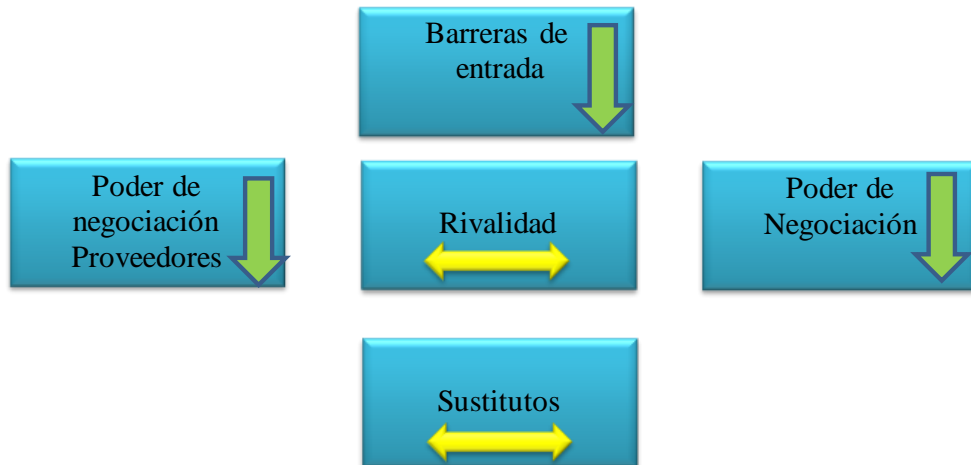 Barreras de
entrada
Poder de
negociación
Proveedores
Rivalidad
Poder de
Negociación
Sustitutos